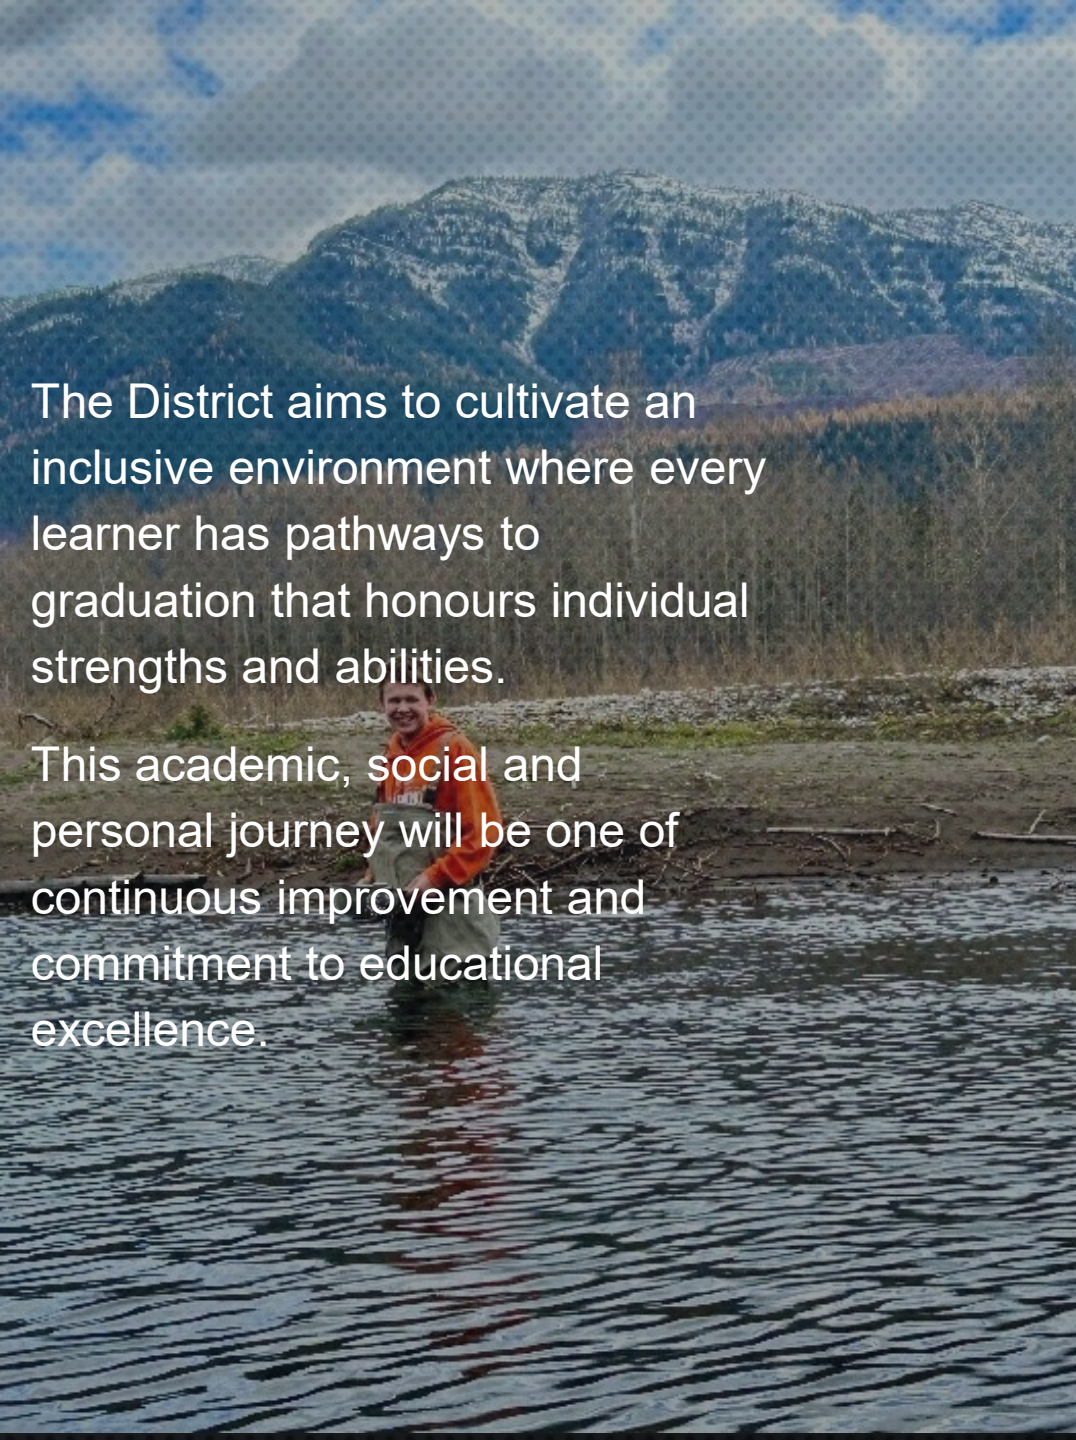 The District aims to cultivate an
inclusive environment where every
learner has pathways to
graduation that honours individual
strengths and abilities.
This academic, social and
personal journey will be one of
continuous improvement and
commitment to educational
excellence.